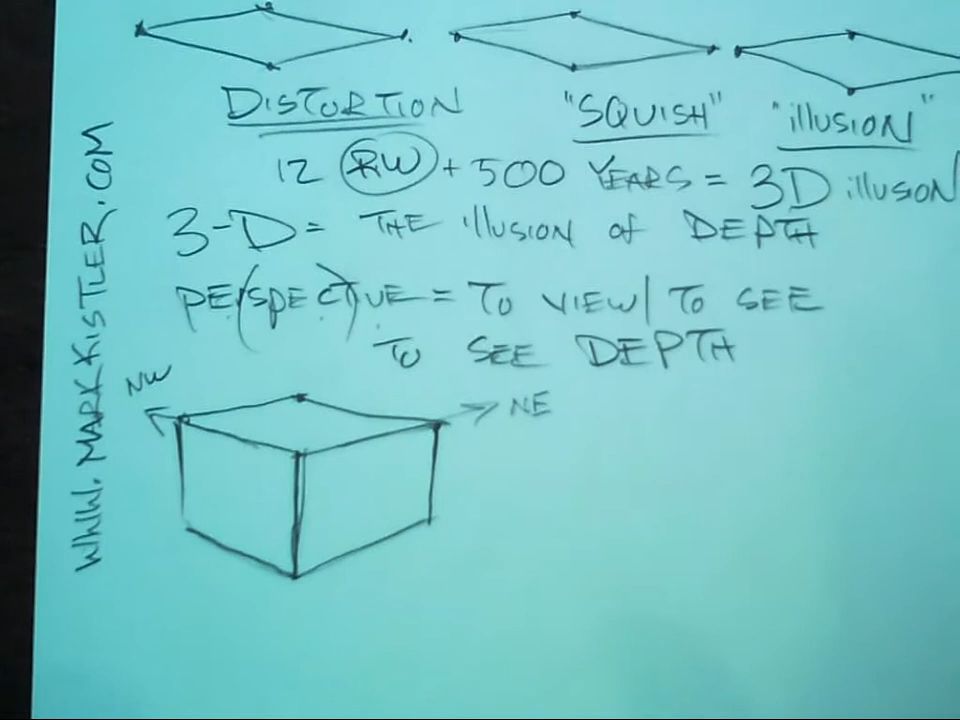 DISTORTION "SQUISH" "illUSION"
12 RW + 500 YEARS = 3D illUSION
3-D = THE illUSION of DEPTH
PERSPECTIVE = TO VIEW/TO SEE
TO SEE DEPTH
NW
NE
WWW.MARKKISTLER.COM